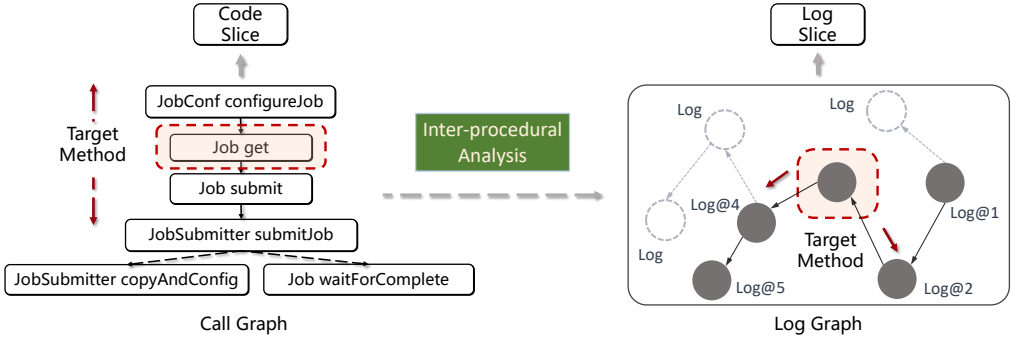 Code
Slice
JobConf configureJob
Target
Method
Job get
Job submit
JobSubmitter submitJob
JobSubmitter copyAndConfig
Job waitForComplete
Call Graph
Inter-procedural
Analysis
Log
Slice
Log
Log
Log@4
Log@1
Log
Target
Method
Log@5
Log@2
Log Graph